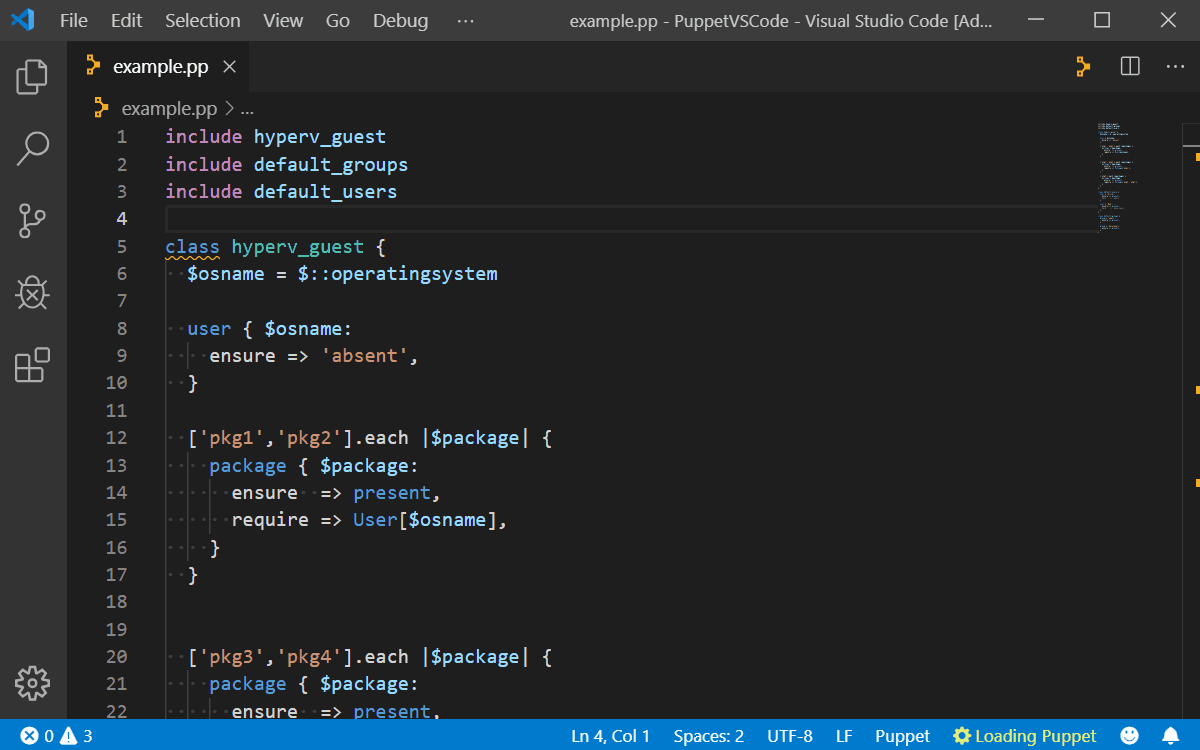 File Edit Selection View Go Debug ··· example.pp - PuppetVSCode - Visual Studio Code [Ad...
example.pp
example.pp > ...
1 include hyperv_guest
2 include default_groups
3 include default_users
4
5 class hyperv_guest {
6 $osname = $::operatingsystem
7
8 user { $osname:
9 ensure => 'absent',
10 }
11
12 ['pkg1','pkg2'].each |$package| {
13 package { $package:
14 ensure  => present,
15 require => User[$osname],
16 }
17 }
18
19
20 ['pkg3','pkg4'].each |$package| {
21 package { $package:
22 ensure  => present,
0 3 Ln 4, Col 1 Spaces: 2 UTF-8 LF Puppet Loading Puppet